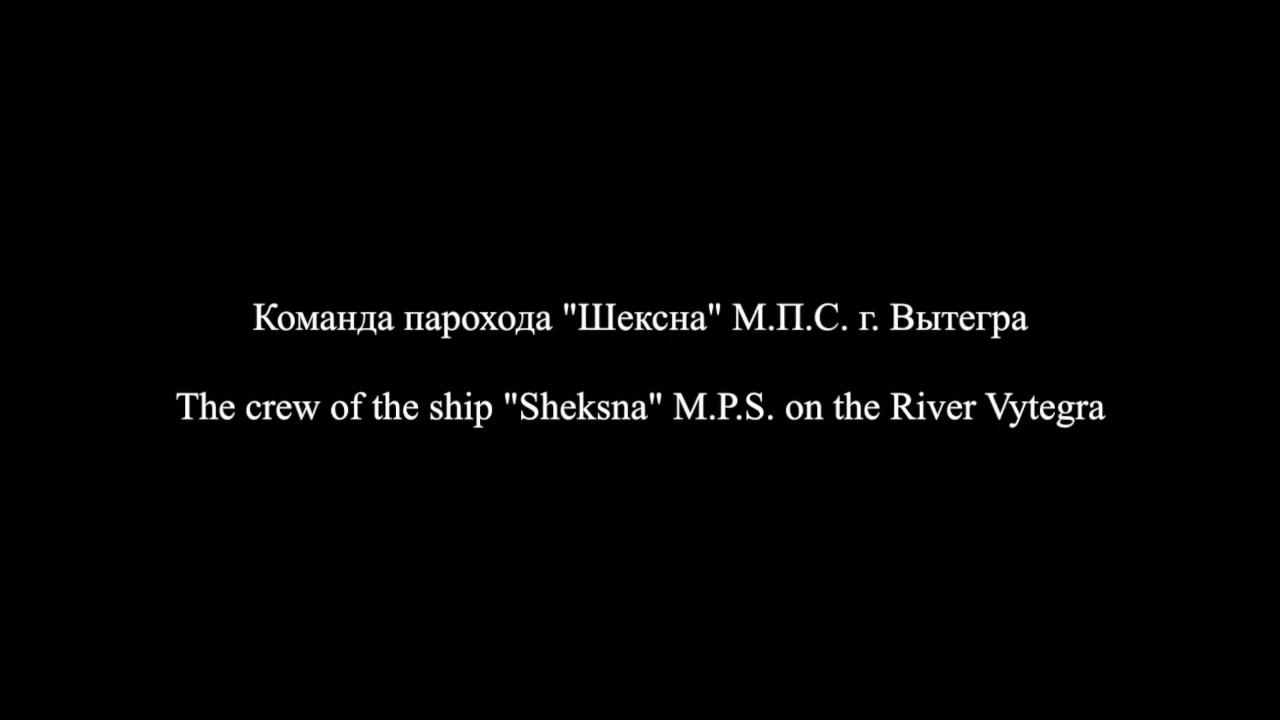 Команда парохода "Шексна" М.П.С. г. Вытегра
The crew of the ship "Sheksna" M.P.S. on the River Vytegra